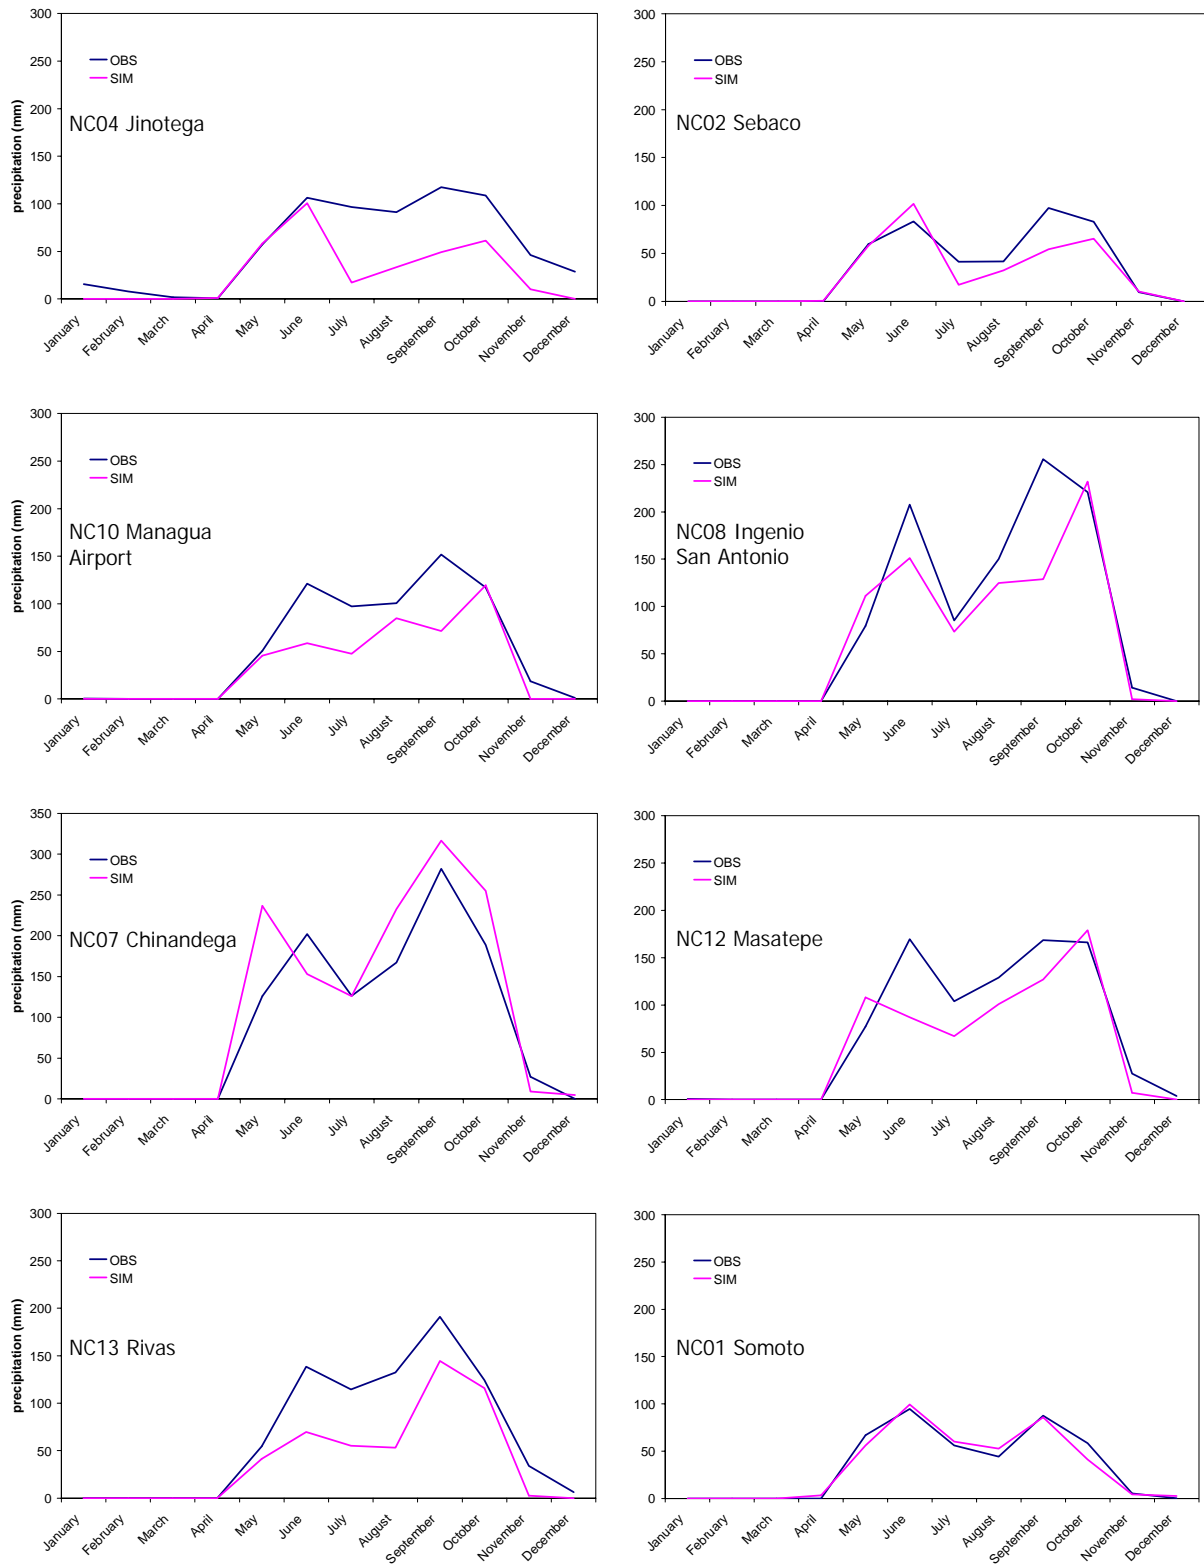 300
250
200
150
100
50
0
precipitation (mm)
OBS
SIM
NC04 Jinotega
January
February
March
April
May
June
July
August
September
October
November
December
300
250
200
150
100
50
0
OBS
SIM
NC02 Sebaco
January
February
March
April
May
June
July
August
September
October
November
December
300
250
200
150
100
50
0
precipitation (mm)
OBS
SIM
NC10 Managua
Airport
January
February
March
April
May
June
July
August
September
October
November
December
300
250
200
150
100
50
0
OBS
SIM
NC08 Ingenio
San Antonio
January
February
March
April
May
June
July
August
September
October
November
December
350
300
250
200
150
100
50
0
precipitation (mm)
OBS
SIM
NC07 Chinandega
January
February
March
April
May
June
July
August
September
October
November
December
300
250
200
150
100
50
0
OBS
SIM
NC12 Masatepe
January
February
March
April
May
June
July
August
September
October
November
December
300
250
200
150
100
50
0
precipitation (mm)
OBS
SIM
NC13 Rivas
January
February
March
April
May
June
July
August
September
October
November
December
300
250
200
150
100
50
0
OBS
SIM
NC01 Somoto
January
February
March
April
May
June
July
August
September
October
November
December